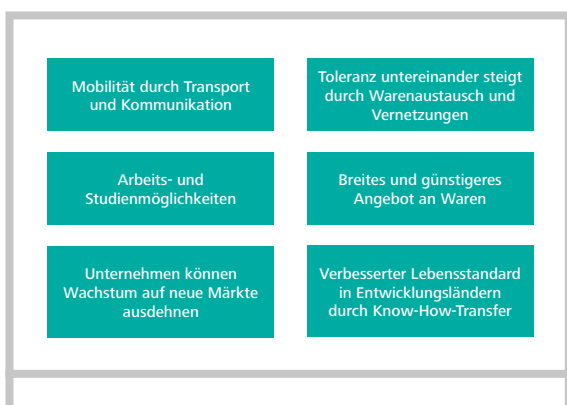 Mobilität durch Transport
und Kommunikation
Toleranz untereinander steigt
durch Warenaustausch und
Vernetzungen
Arbeits- und
Studienmöglichkeiten
Breites und günstigeres
Angebot an Waren
Unternehmen können
Wachstum auf neue Märkte
ausdehnen
Verbesserter Lebensstandard
in Entwicklungsländern
durch Know-How-Transfer